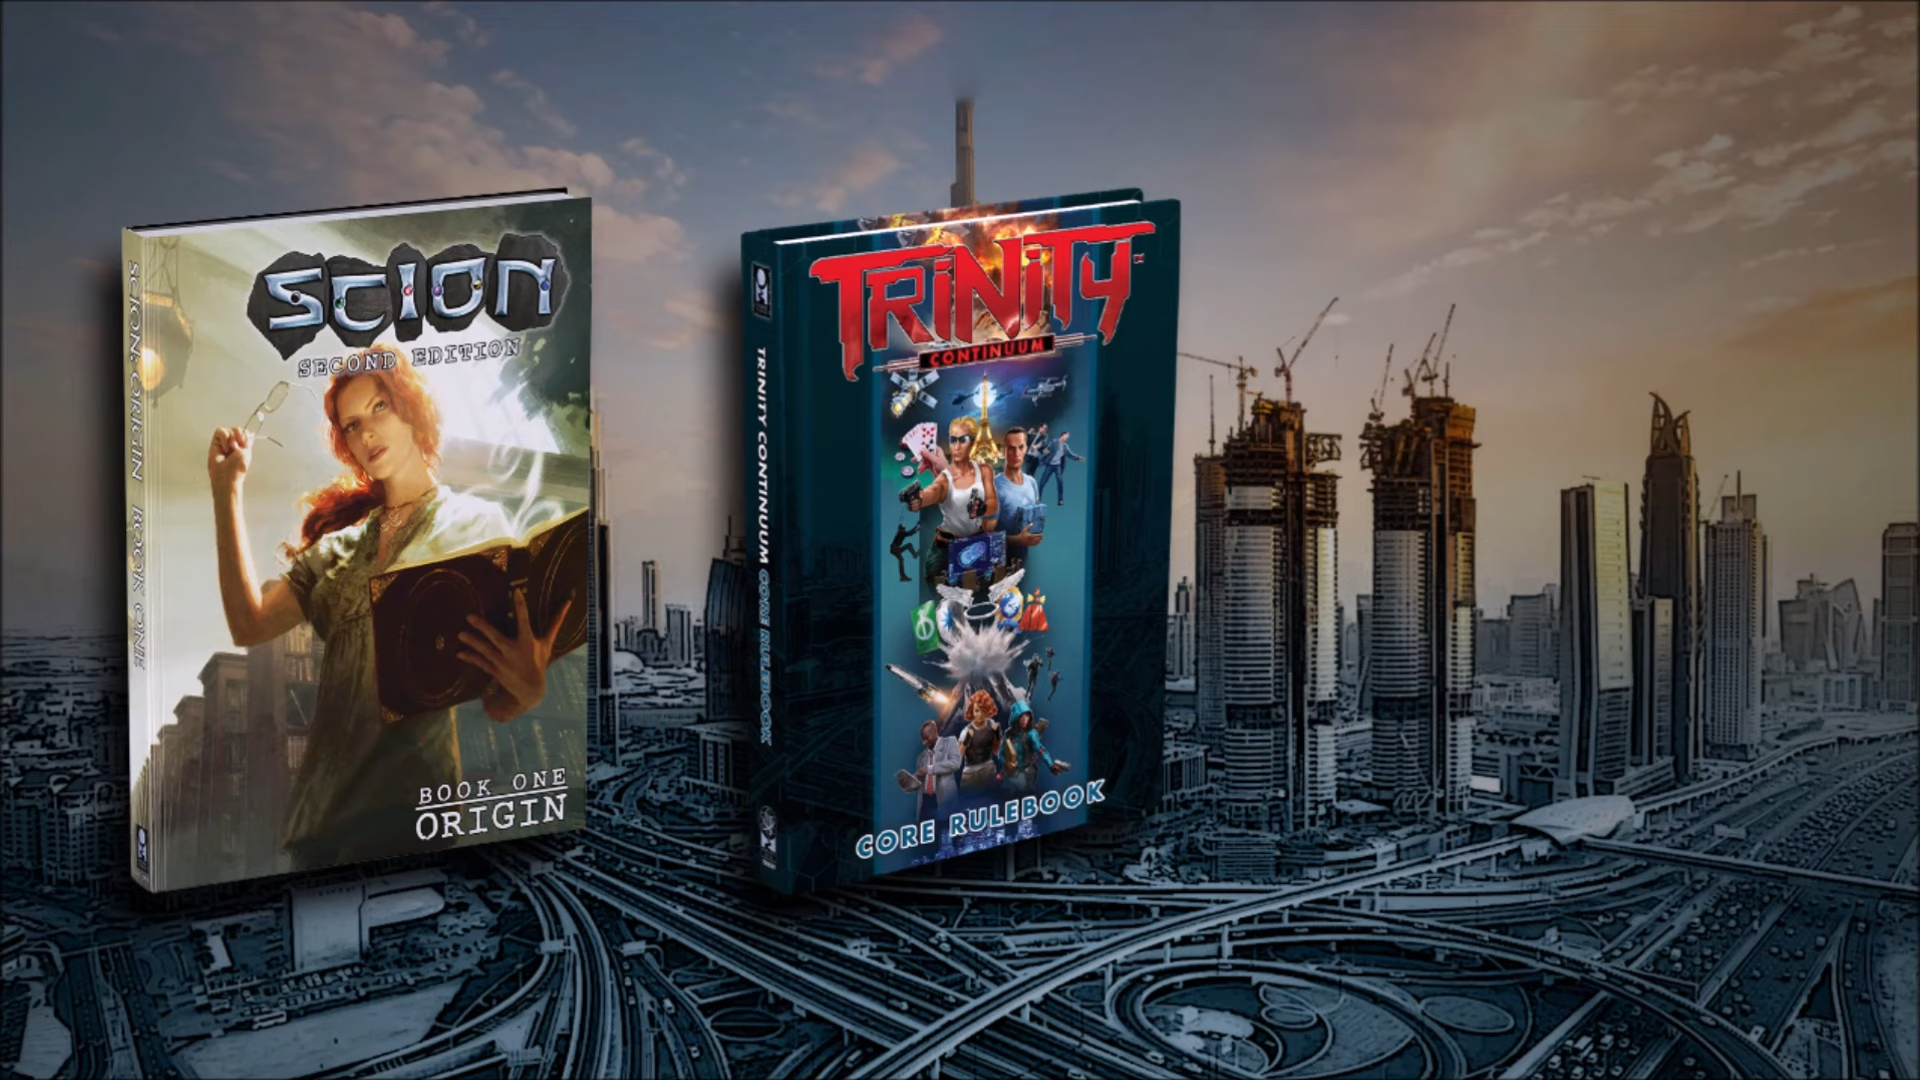 SCION: ORIGIN BOOK ONE
SCION
SECOND EDITION
BOOK ONE
ORIGIN
TRINITY CONTINUUM CORE RULEBOOK
TRINITY
CONTINUUM
CORE RULEBOOK